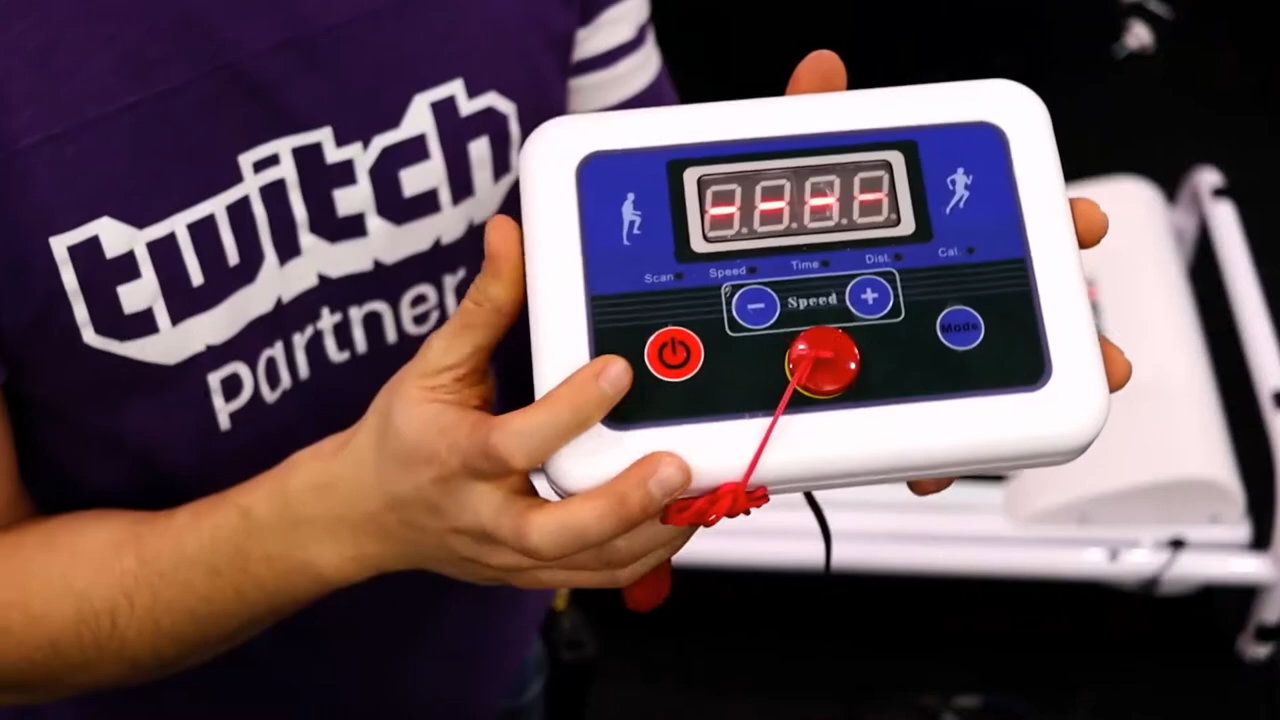 twitch
partner
----
Scan Speed Time Dist. Cal.
- Speed +
Mode